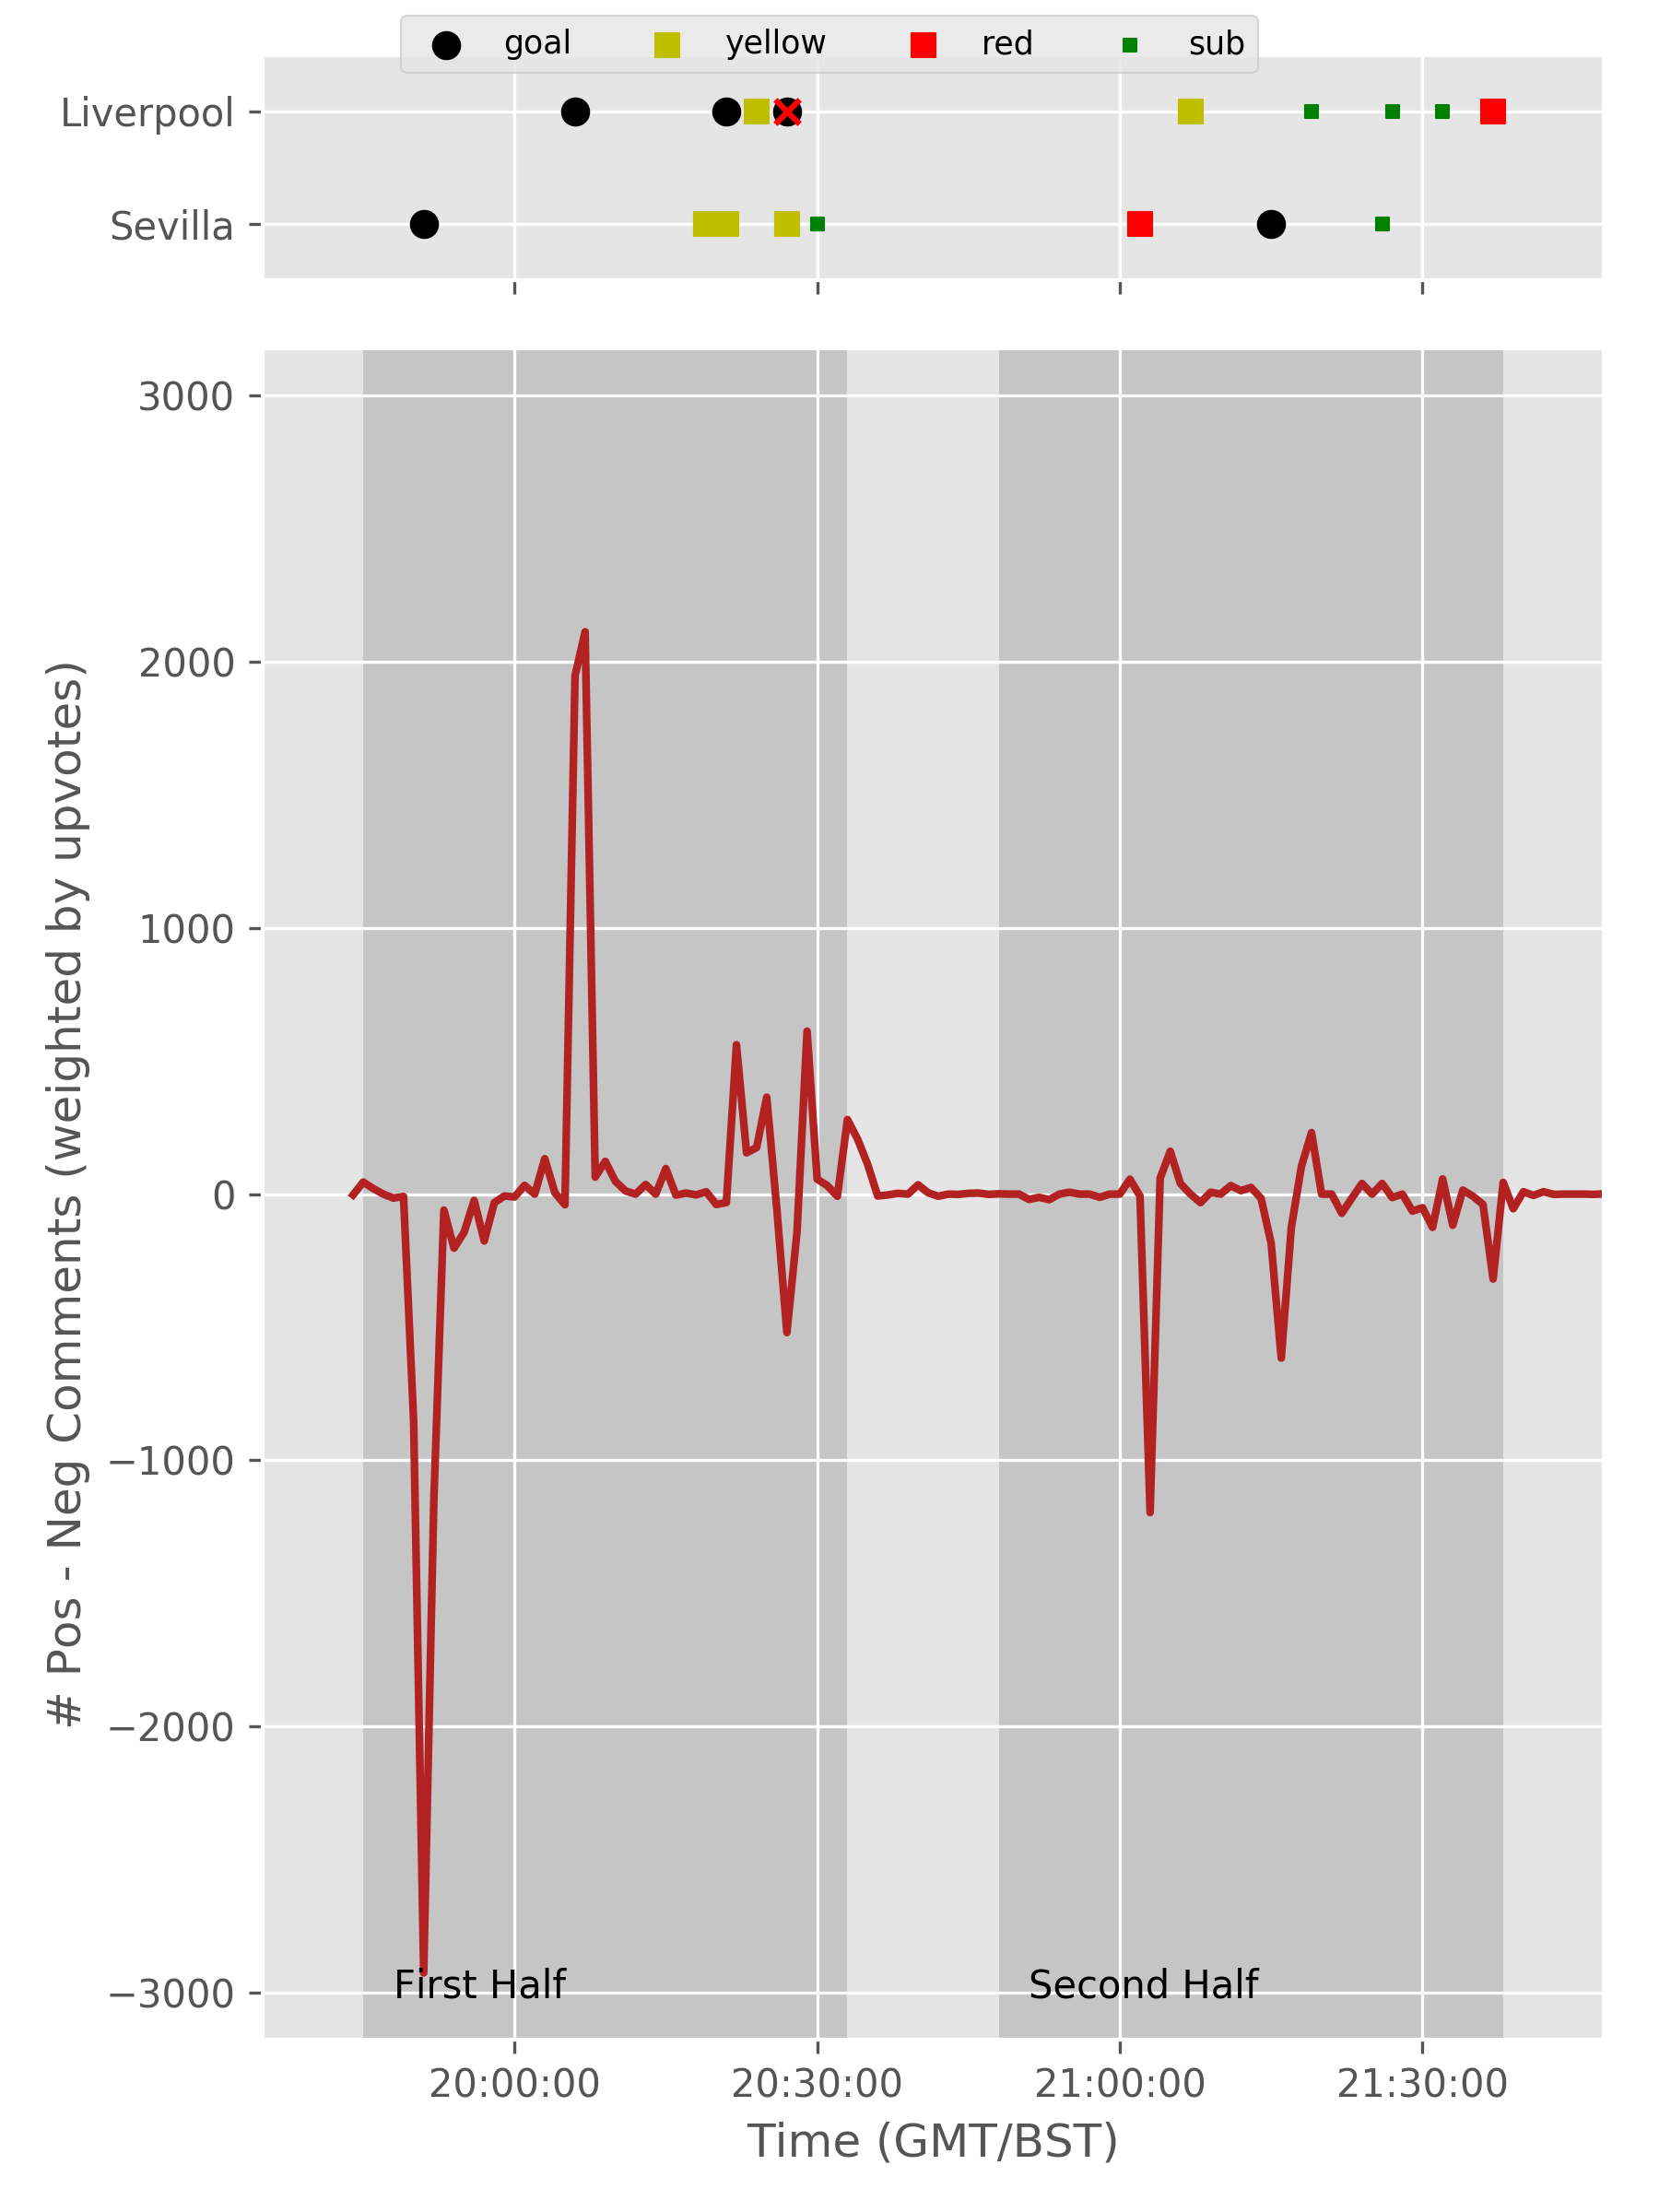 goal yellow red sub
Liverpool
Sevilla
# Pos - Neg Comments (weighted by upvotes)
3000
2000
1000
0
−1000
−2000
−3000
First Half Second Half
20:00:00 20:30:00 21:00:00 21:30:00
Time (GMT/BST)